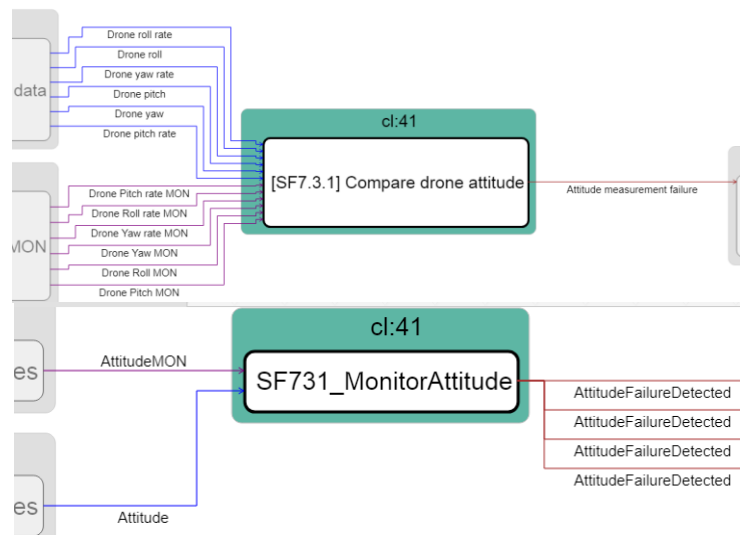 Drone roll rate
Drone roll
Drone yaw rate
data
Drone pitch
Drone yaw
Drone pitch rate
cl:41
[SF7.3.1] Compare drone attitude
Attitude measurement failure
Drone Pitch rate MON
Drone Roll rate MON
Drone Yaw rate MON
MON
Drone Yaw MON
Drone Roll MON
Drone Pitch MON
cl:41
AttitudeMON
es
SF731_MonitorAttitude
AttitudeFailureDetected
AttitudeFailureDetected
AttitudeFailureDetected
AttitudeFailureDetected
es
Attitude